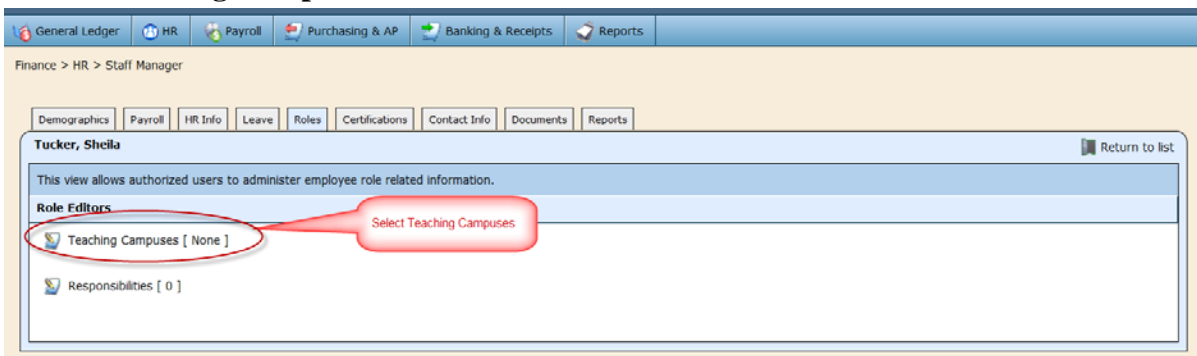 General Ledger HR Payroll Purchasing & AP Banking & Receipts Reports
Finance > HR > Staff Manager
Demographics Payroll HR Info Leave Roles Certifications Contact Info Documents Reports
Tucker, Sheila Return to list
This view allows authorized users to administer employee role related information.
Role Editors
Select Teaching Campuses
Teaching Campuses [ None ]
Responsibilities [ 0 ]